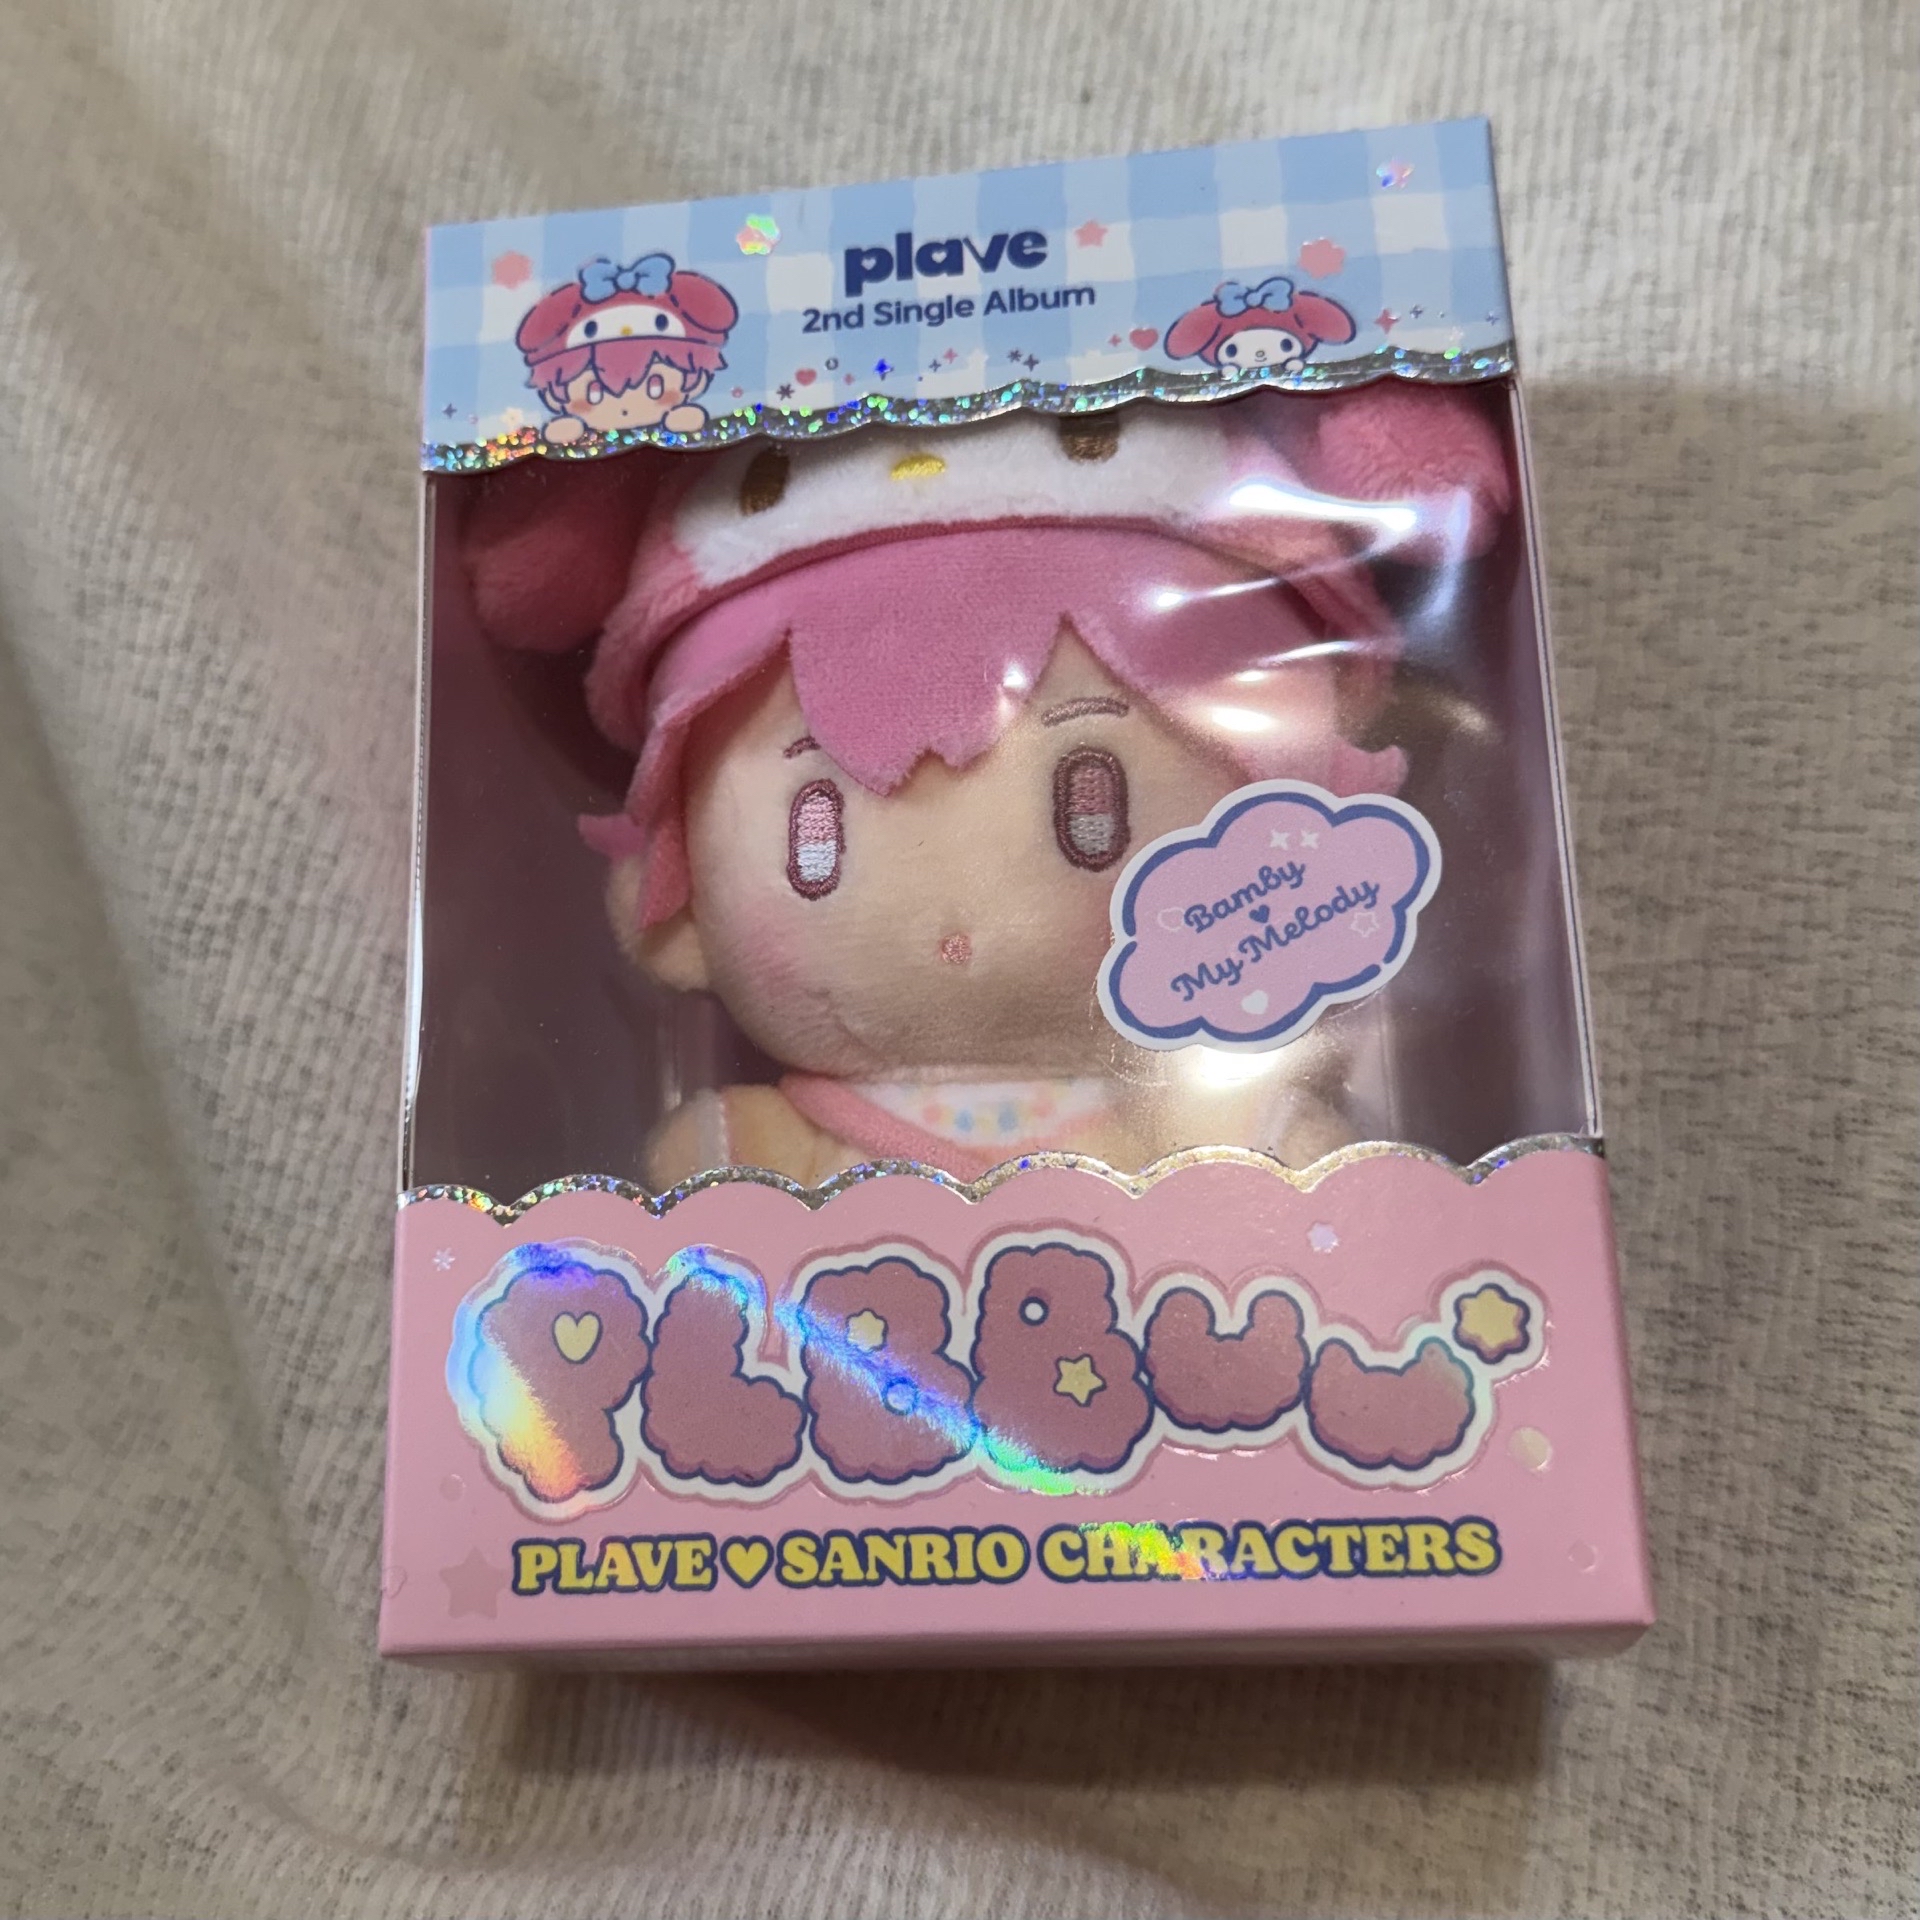 plave
2nd Single Album
Bamby
My Melody
PLBBUU
PLAVE ♥ SANRIO CHARACTERS